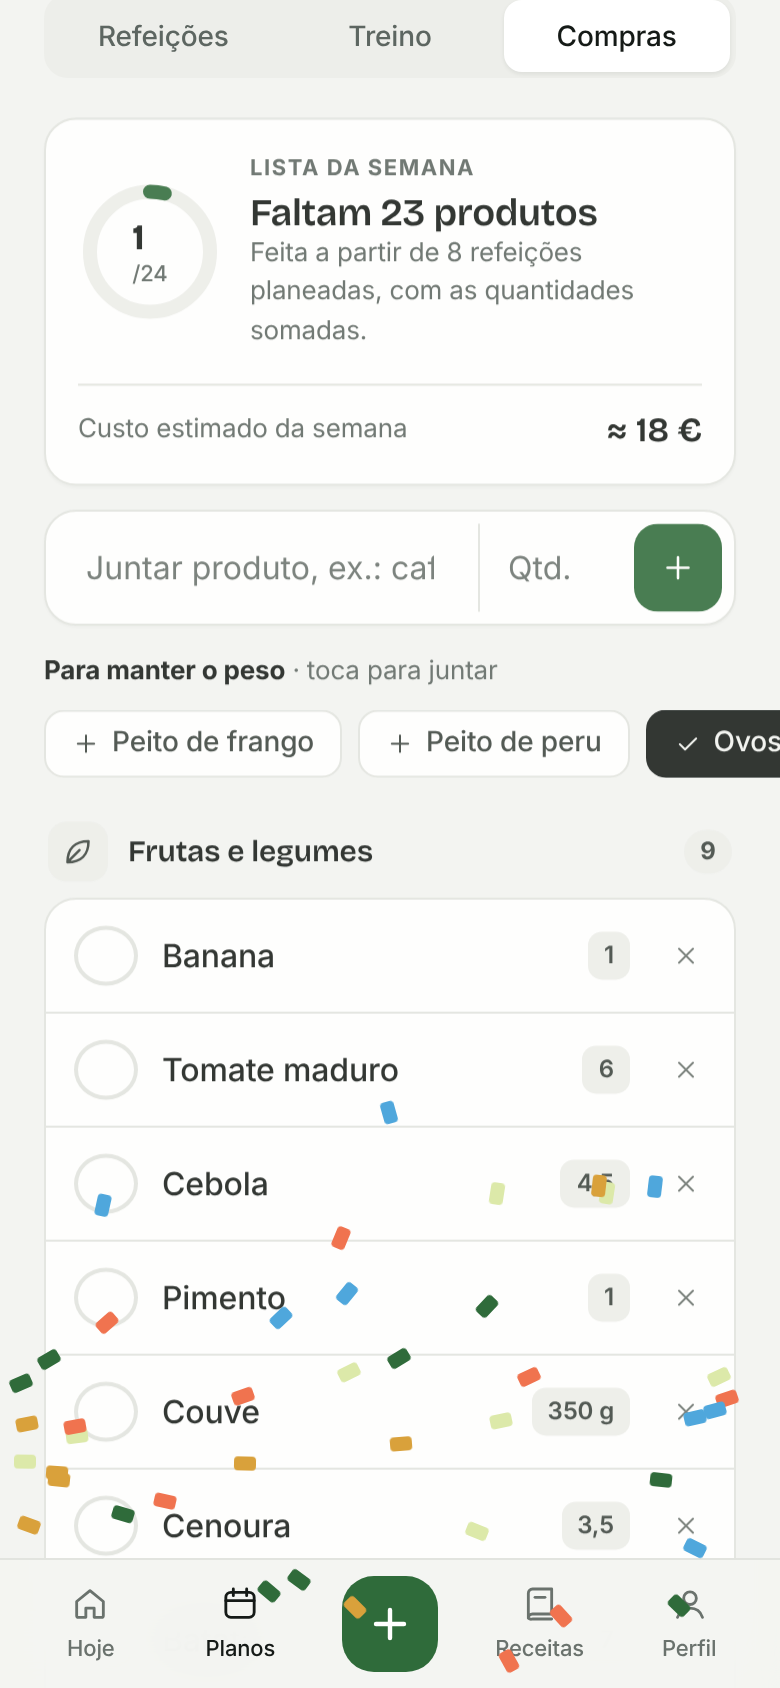 Refeições Treino Compras
LISTA DA SEMANA
Faltam 23 produtos
Feita a partir de 8 refeições
planeadas, com as quantidades
somadas.
1
/24
Custo estimado da semana ≈ 18 €
Juntar produto, ex.: caf Qtd. +
Para manter o peso · toca para juntar
+ Peito de frango + Peito de peru ✓ Ovos
Frutas e legumes 9
Banana 1 ×
Tomate maduro 6 ×
Cebola ×
Pimento 1 ×
Couve 350 g ×
Cenoura 3,5 ×
Hoje Planos + Receitas Perfil